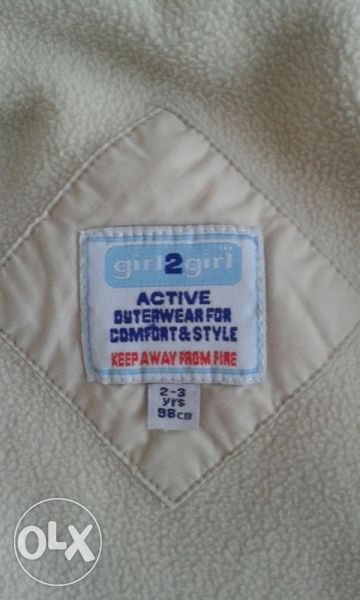 girl2girl
ACTIVE
OUTERWEAR FOR
COMFORT & STYLE
KEEP AWAY FROM FIRE
2-3
yrs
98cm
OLX